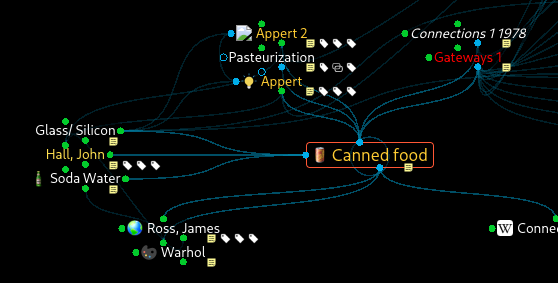 Appert 2
Connections 1 1978
Pasteurization
Gateways 1
Appert
Glass/ Silicon
Hall, John
Canned food
Soda Water
Ross, James
W Connec
Warhol